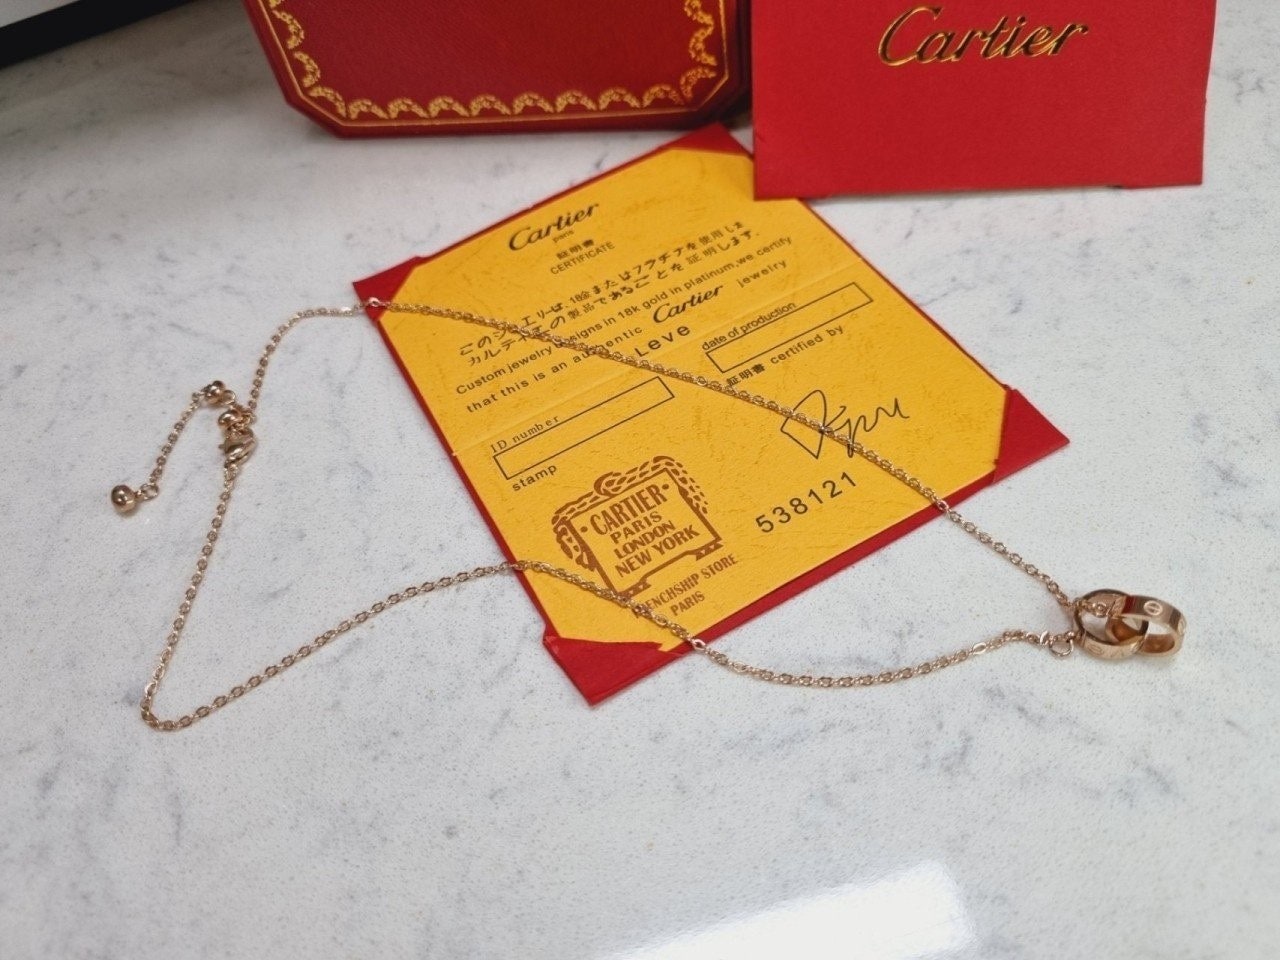 Cartier
Cartier
paris
証明書
CERTIFICATE
このジュエリーは、18金またはプラチナを使用しま
カルティエの製品であることを証明します.
Custom jewelry designs in 18k gold in platinum,we certify
that this is an authentic Cartier jewelry
Leve
date of production
証明書 certified by
ID number
stamp
538121
CARTIER
PARIS
LONDON
NEW YORK
ENCHSHIP STORE
PARIS